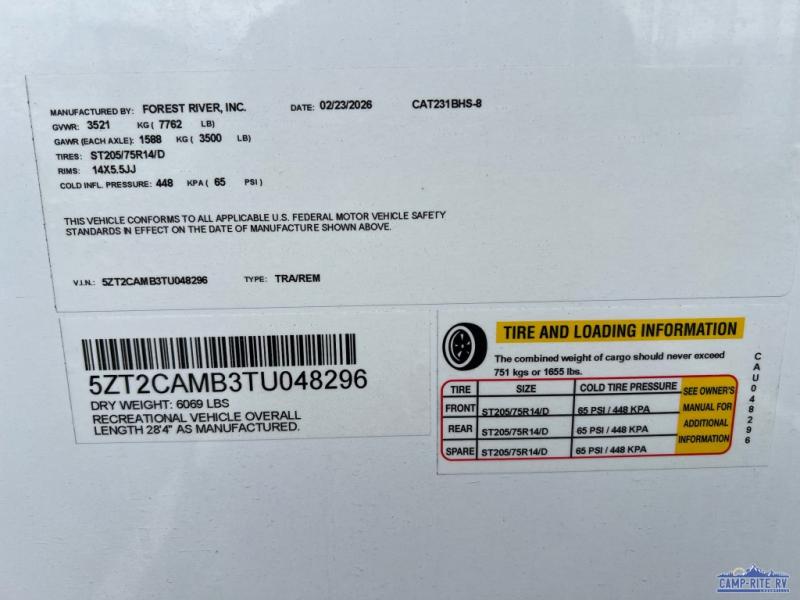 MANUFACTURED BY: FOREST RIVER, INC. DATE: 02/23/2026 CAT231BHS-8
GVWR: 3521 KG ( 7762 LB)
GAWR (EACH AXLE): 1588 KG ( 3500 LB)
TIRES: ST205/75R14/D
RIMS: 14X5.5JJ
COLD INFL. PRESSURE: 448 KPA ( 65 PSI )
THIS VEHICLE CONFORMS TO ALL APPLICABLE U.S. FEDERAL MOTOR VEHICLE SAFETY
STANDARDS IN EFFECT ON THE DATE OF MANUFACTURE SHOWN ABOVE.
V.I.N.: 5ZT2CAMB3TU048296 TYPE: TRA/REM
5ZT2CAMB3TU048296
DRY WEIGHT: 6069 LBS
RECREATIONAL VEHICLE OVERALL
LENGTH 28'4" AS MANUFACTURED.
TIRE AND LOADING INFORMATION
The combined weight of cargo should never exceed
751 kgs or 1655 lbs.
TIRE SIZE COLD TIRE PRESSURE
FRONT ST205/75R14/D 65 PSI / 448 KPA
REAR ST205/75R14/D 65 PSI / 448 KPA
SPARE ST205/75R14/D 65 PSI / 448 KPA
SEE OWNER'S
MANUAL FOR
ADDITIONAL
INFORMATION
CAU048296
CAMP-RITE RV